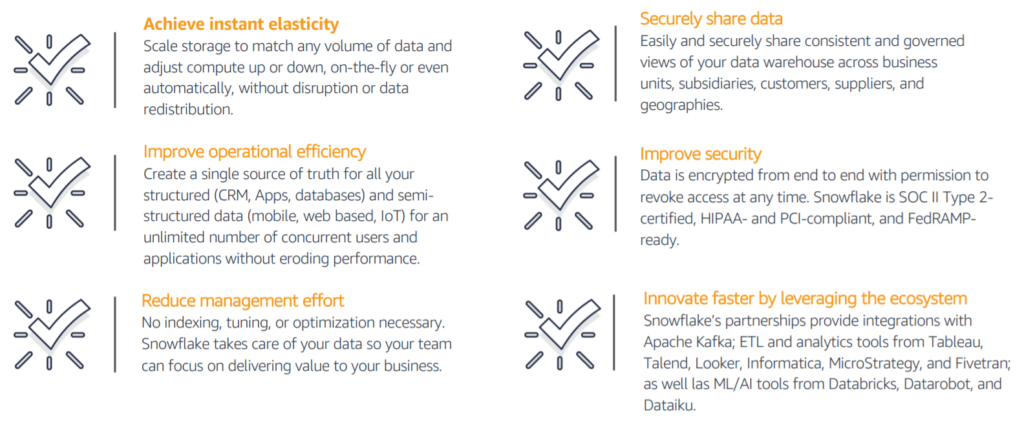 Achieve instant elasticity
Scale storage to match any volume of data and
adjust compute up or down, on-the-fly or even
automatically, without disruption or data
redistribution.
Improve operational efficiency
Create a single source of truth for all your
structured (CRM, Apps, databases) and semi-
structured data (mobile, web based, IoT) for an
unlimited number of concurrent users and
applications without eroding performance.
Reduce management effort
No indexing, tuning, or optimization necessary.
Snowflake takes care of your data so your team
can focus on delivering value to your business.
Securely share data
Easily and securely share consistent and governed
views of your data warehouse across business
units, subsidiaries, customers, suppliers, and
geographies.
Improve security
Data is encrypted from end to end with permission to
revoke access at any time. Snowflake is SOC II Type 2-
certified, HIPAA- and PCI-compliant, and FedRAMP-
ready.
Innovate faster by leveraging the ecosystem
Snowflake's partnerships provide integrations with
Apache Kafka; ETL and analytics tools from Tableau,
Talend, Looker, Informatica, MicroStrategy, and Fivetran;
as well las ML/AI tools from Databricks, Datarobot, and
Dataiku.